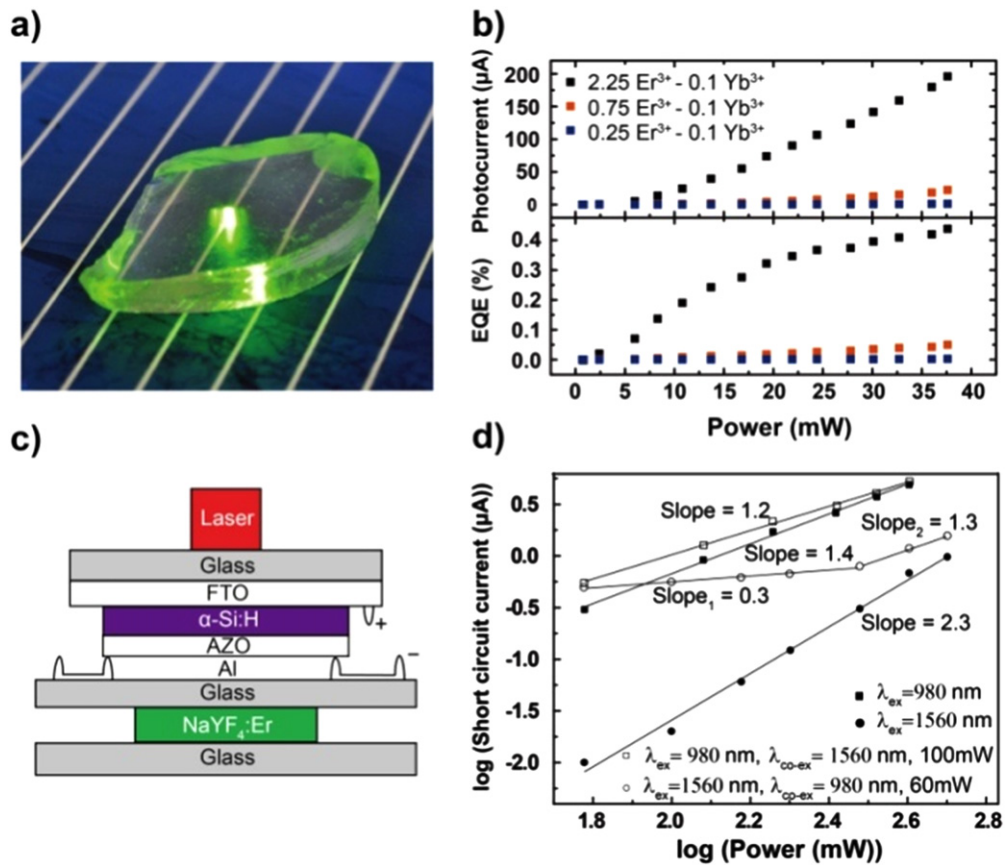 a)
b)
Photocurrent (μA)
200
150
100
50
0
2.25 Er³⁺ - 0.1 Yb³⁺
0.75 Er³⁺ - 0.1 Yb³⁺
0.25 Er³⁺ - 0.1 Yb³⁺
EQE (%)
0.4
0.3
0.2
0.1
0.0
0 5 10 15 20 25 30 35 40
Power (mW)
c)
Laser
Glass
FTO
+
α-Si:H
AZO
−
Al
Glass
NaYF₄:Er
Glass
d)
log (Short circuit current (μA))
0.5
0.0
-0.5
-1.0
-1.5
-2.0
Slope = 1.2
Slope₂ = 1.3
Slope = 1.4
Slope₁ = 0.3
Slope = 2.3
λex=980 nm
λex=1560 nm
λex= 980 nm, λco-ex= 1560 nm, 100mW
λex=1560 nm, λco-ex= 980 nm, 60mW
1.8 2.0 2.2 2.4 2.6 2.8
log (Power (mW)